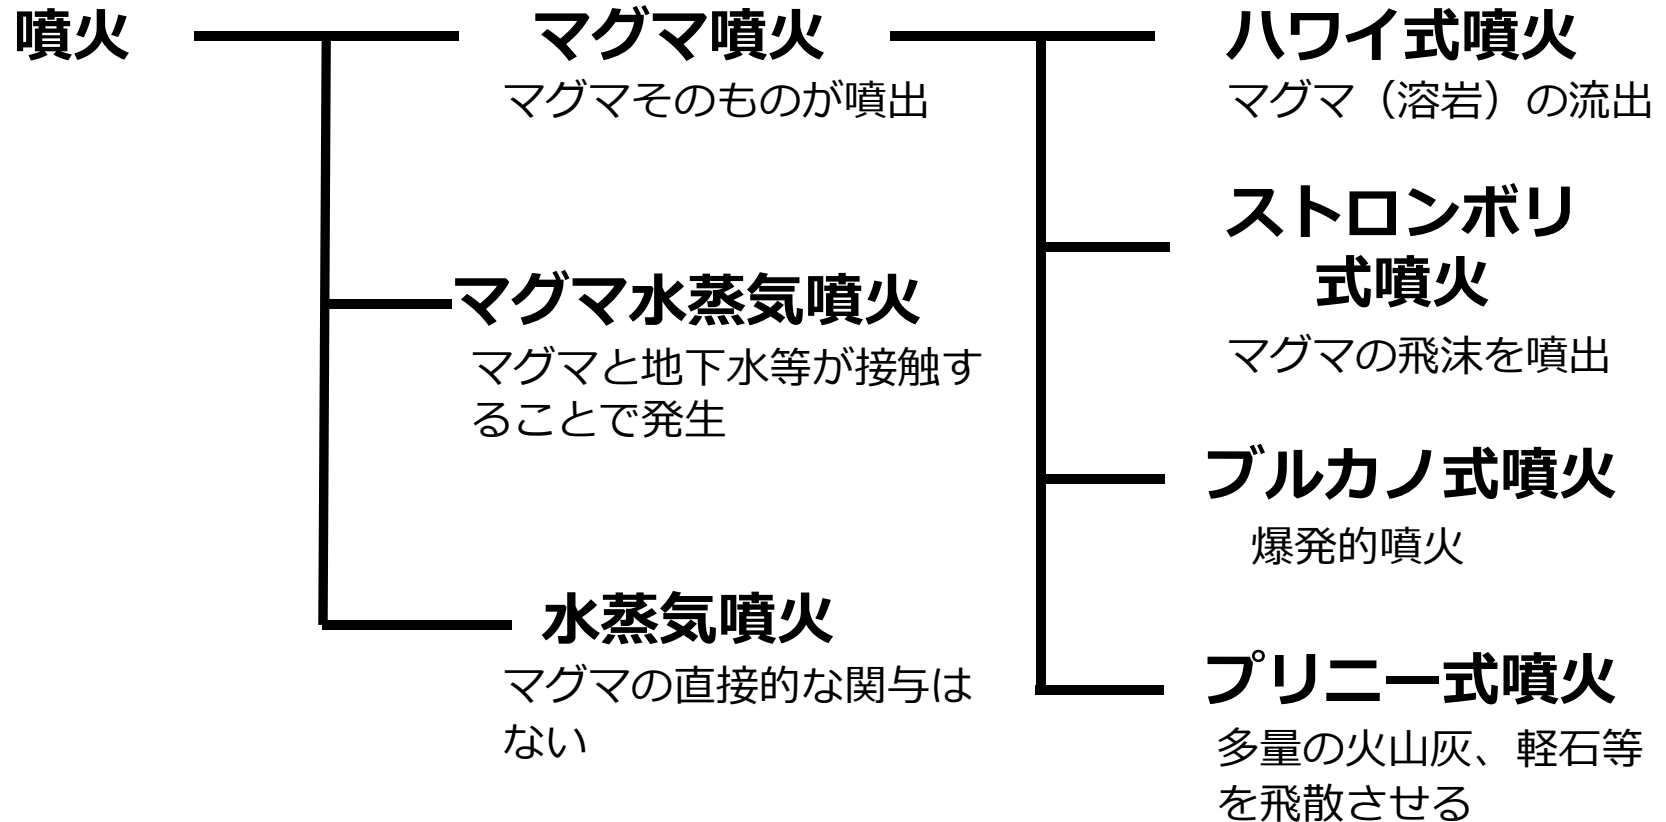 噴火
マグマ噴火
マグマそのものが噴出
ハワイ式噴火
マグマ（溶岩）の流出
ストロンボリ
式噴火
マグマの飛沫を噴出
ブルカノ式噴火
爆発的噴火
プリニー式噴火
多量の火山灰、軽石等
を飛散させる
マグマ水蒸気噴火
マグマと地下水等が接触す
ることで発生
水蒸気噴火
マグマの直接的な関与は
ない